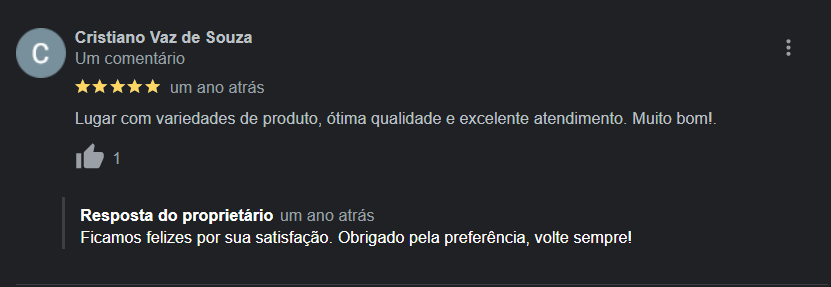 C
Cristiano Vaz de Souza
Um comentário
um ano atrás
Lugar com variedades de produto, ótima qualidade e excelente atendimento. Muito bom!.
1
Resposta do proprietário um ano atrás
Ficamos felizes por sua satisfação. Obrigado pela preferência, volte sempre!